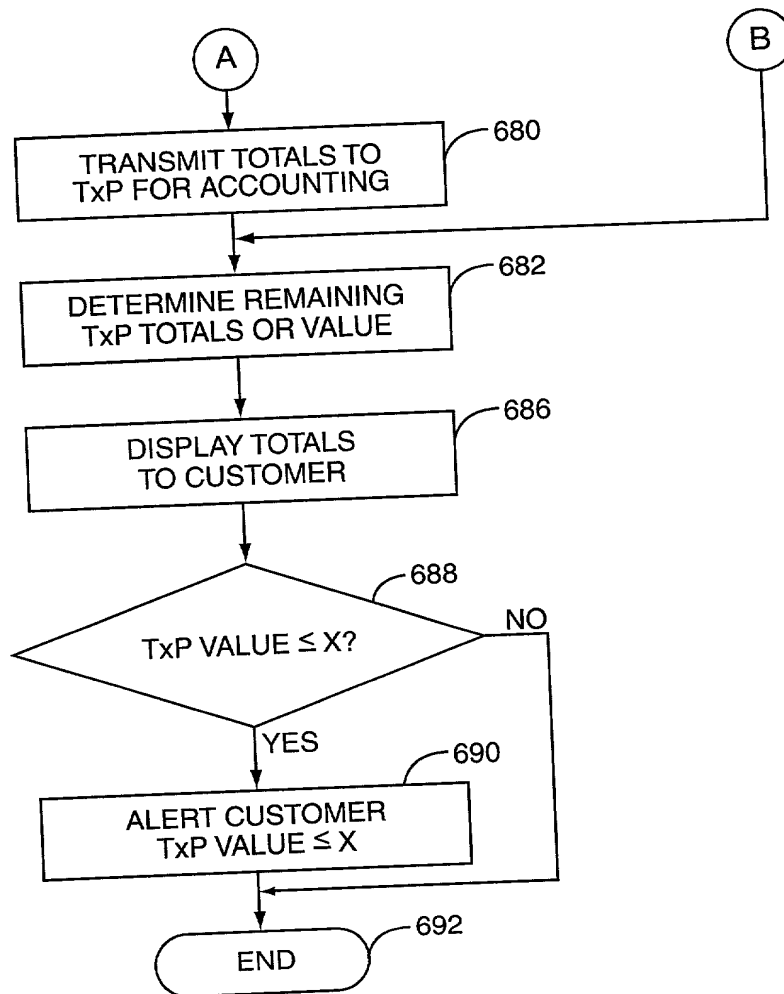 A
B
680
TRANSMIT TOTALS TO
TxP FOR ACCOUNTING
682
DETERMINE REMAINING
TxP TOTALS OR VALUE
686
DISPLAY TOTALS
TO CUSTOMER
688
TxP VALUE ≤ X?
NO
YES
690
ALERT CUSTOMER
TxP VALUE ≤ X
692
END